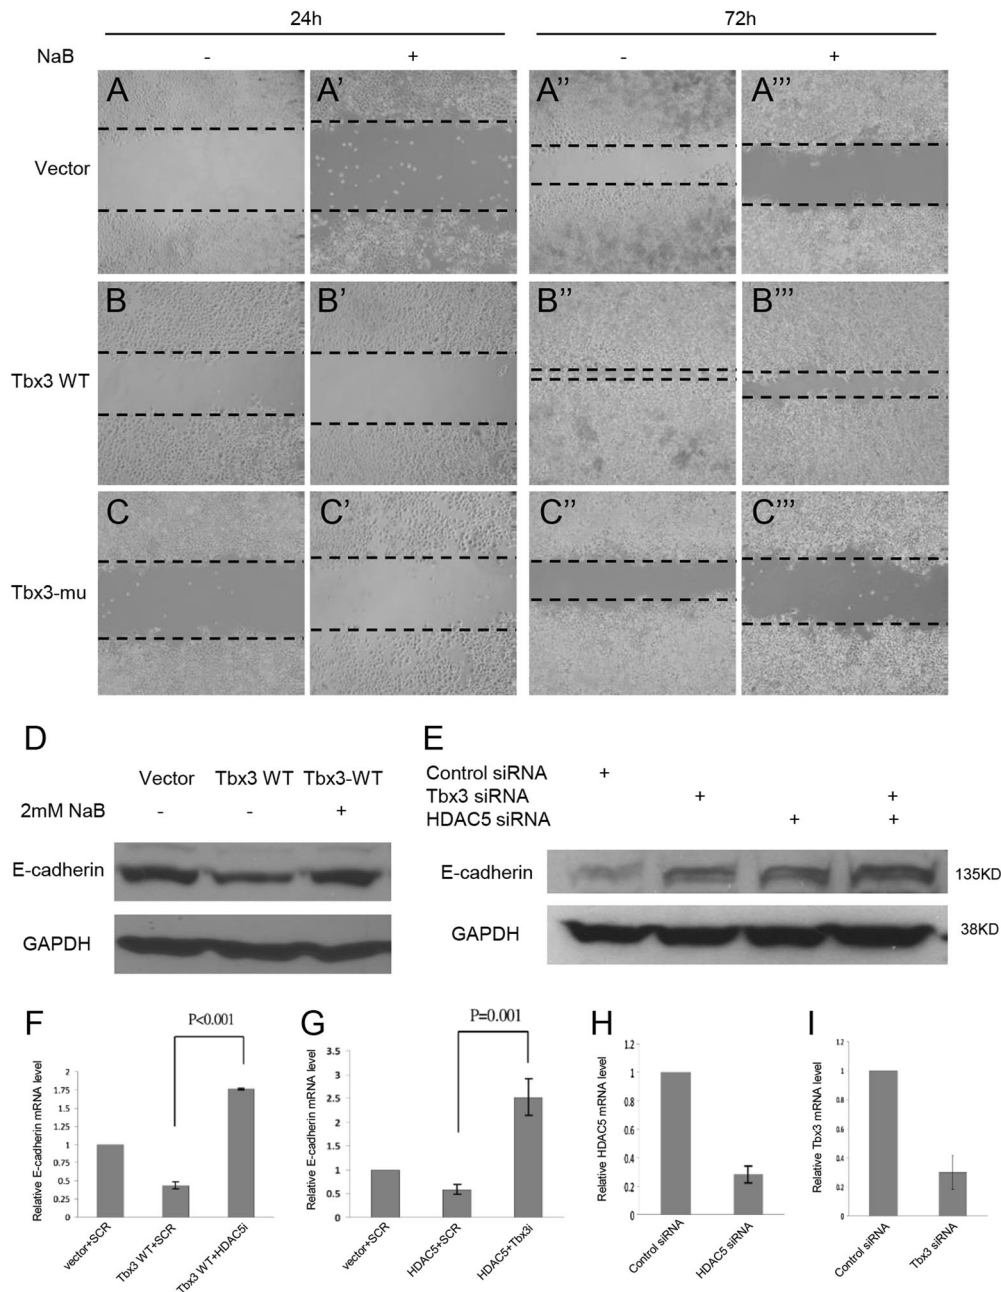 24h 72h
NaB - + - +
A A' A'' A'''
Vector
B B' B'' B'''
Tbx3 WT
C C' C'' C'''
Tbx3-mu
D
Vector Tbx3 WT Tbx3-WT
2mM NaB - - +
E-cadherin
GAPDH
E
Control siRNA +
Tbx3 siRNA + +
HDAC5 siRNA + +
E-cadherin 135KD
GAPDH 38KD
F
P<0.001
Relative E-cadherin mRNA level
2
1.75
1.5
1.25
1
0.75
0.5
0.25
0
vector+SCR
Tbx3 WT+SCR
Tbx3 WT+HDAC5i
G
P=0.001
Relative E-cadherin mRNA level
3.5
3
2.5
2
1.5
1
0.5
0
vector+SCR
HDAC5+SCR
HDAC5+Tbx3i
H
Relative HDAC5 mRNA level
1.2
1
0.8
0.6
0.4
0.2
0
Control siRNA
HDAC5 siRNA
I
Relative Tbx3 mRNA level
1.2
1
0.8
0.6
0.4
0.2
0
Control siRNA
Tbx3 siRNA